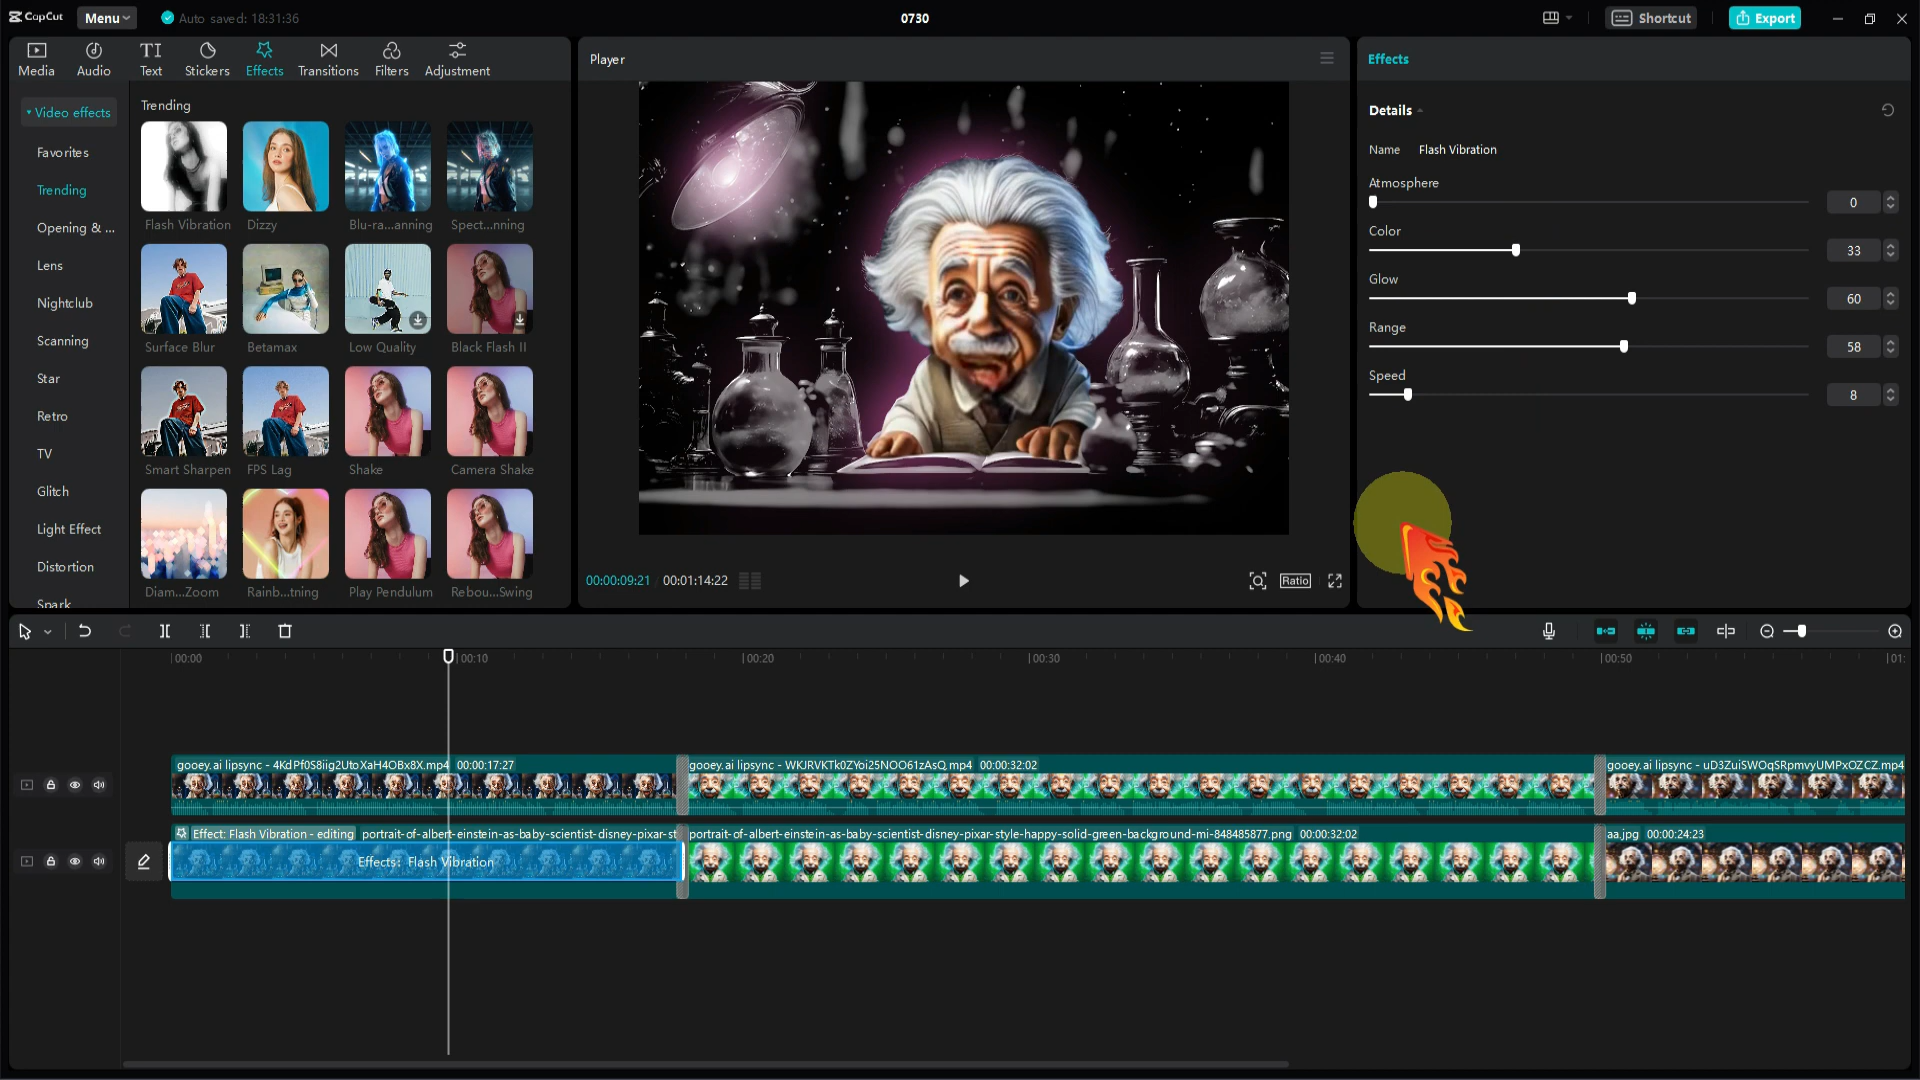 CapCut
Menu
Auto saved: 18:31:36
0730
Shortcut
Export
Media
Audio
TI
Text
Stickers
Effects
Transitions
Filters
Adjustment
Video effects
Favorites
Trending
Opening & ...
Lens
Nightclub
Scanning
Star
Retro
TV
Glitch
Light Effect
Distortion
Spark
Trending
Flash Vibration
Dizzy
Blu-ra...anning
Spect...nning
Surface Blur
Betamax
Low Quality
Black Flash II
Smart Sharpen
FPS Lag
Shake
Camera Shake
Diam...Zoom
Rainb...tning
Play Pendulum
Rebou...Swing
Player
00:00:09:21
00:01:14:22
Ratio
Effects
Details
Name Flash Vibration
Atmosphere
0
Color
33
Glow
60
Range
58
Speed
8
00:00
00:10
00:20
00:30
00:40
00:50
01:
gooey.ai lipsync - 4KdPf0S8iig2UtoXaH4OBx8X.mp4 00:00:17:27
gooey.ai lipsync - WKJRVKTk0ZYoi25NOO61zAsQ.mp4 00:00:32:02
gooey.ai lipsync - uD3ZuiSWOqSRpmvyUMPxOZCZ.mp4
Effect: Flash Vibration - editing
portrait-of-albert-einstein-as-baby-scientist-disney-pixar-st
portrait-of-albert-einstein-as-baby-scientist-disney-pixar-style-happy-solid-green-background-mi-848485877.png 00:00:32:02
aa.jpg 00:00:24:23
Effects: Flash Vibration